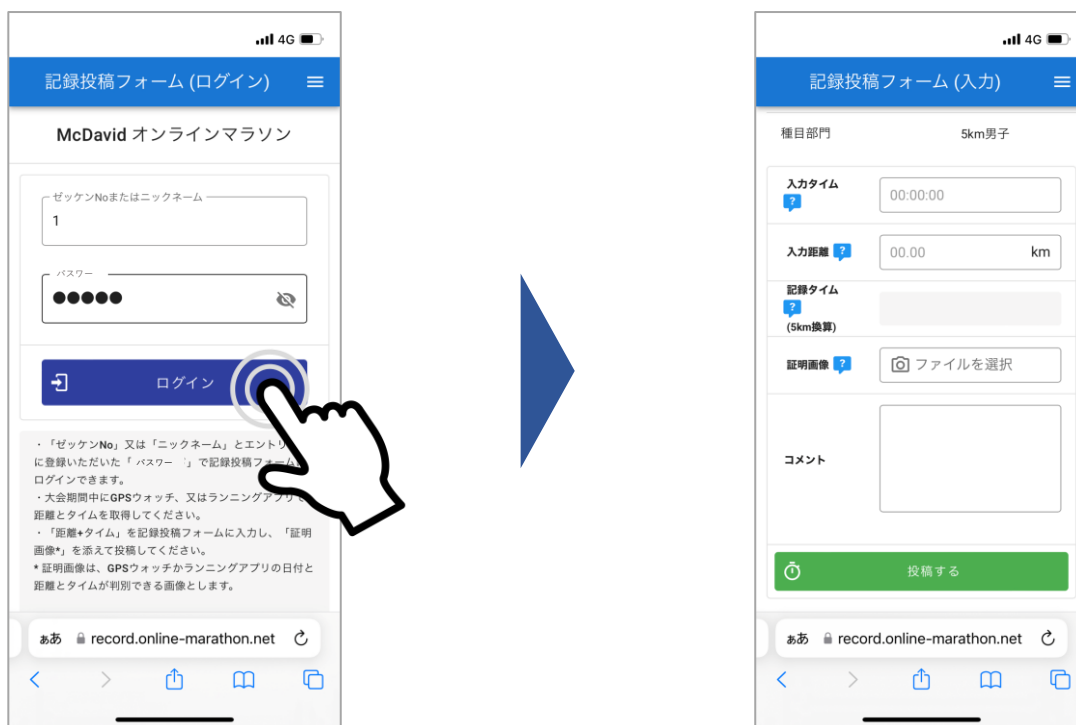 4G
記録投稿フォーム (ログイン)
McDavid オンラインマラソン
ゼッケンNoまたはニックネーム
1
パスワー
ログイン
・「ゼッケンNo」又は「ニックネーム」とエントリ
に登録いただいた「 パスワー 」で記録投稿フォーム
ログインできます。
・大会期間中にGPSウォッチ、又はランニングアプリで
距離とタイムを取得してください。
・「距離+タイム」を記録投稿フォームに入力し、「証明
画像*」を添えて投稿してください。
* 証明画像は、GPSウォッチかランニングアプリの日付と
距離とタイムが判別できる画像とします。
ぁあ record.online-marathon.net
4G
記録投稿フォーム (入力)
種目部門 5km男子
入力タイム
?
00:00:00
入力距離 ? 00.00 km
記録タイム
?
(5km換算)
証明画像 ? ファイルを選択
コメント
投稿する
ぁあ record.online-marathon.net